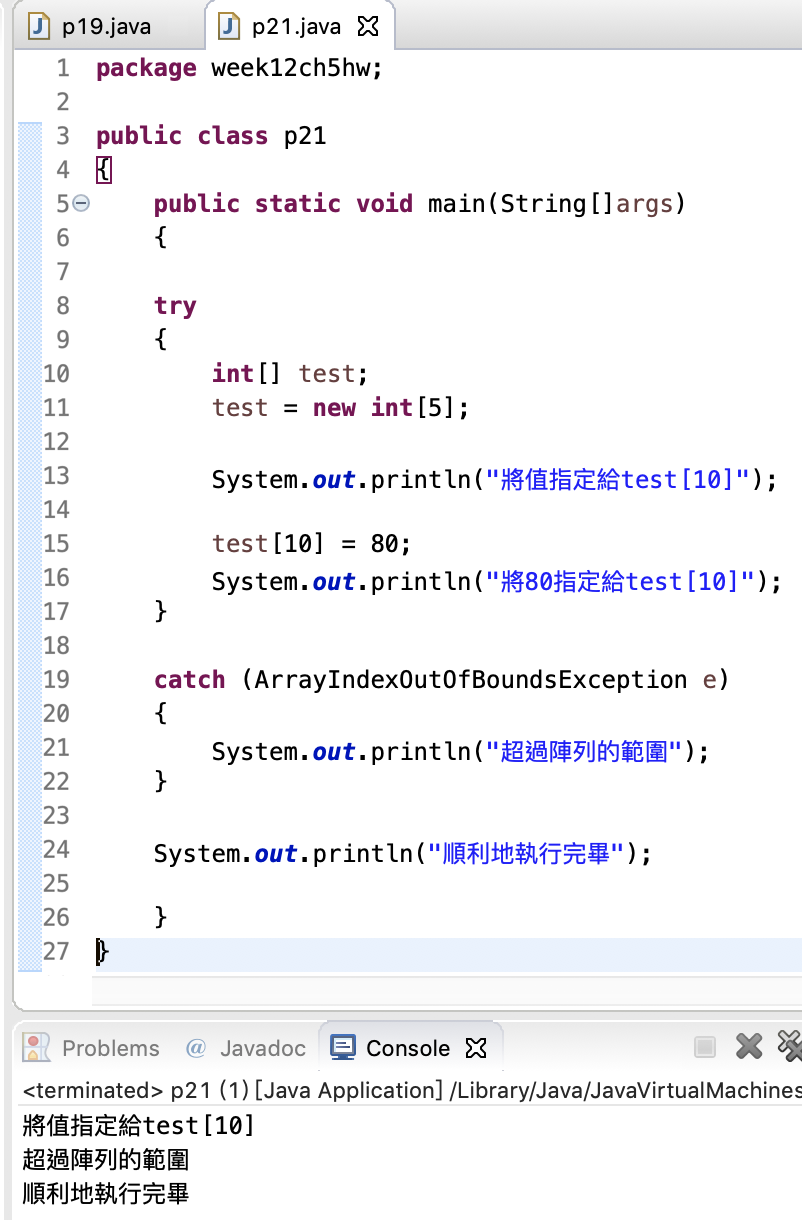 p19.java p21.java
1 package week12ch5hw;
2
3 public class p21
4 {
5 public static void main(String[]args)
6 {
7
8 try
9 {
10 int[] test;
11 test = new int[5];
12
13 System.out.println("將值指定給test[10]");
14
15 test[10] = 80;
16 System.out.println("將80指定給test[10]");
17 }
18
19 catch (ArrayIndexOutOfBoundsException e)
20 {
21 System.out.println("超過陣列的範圍");
22 }
23
24 System.out.println("順利地執行完畢");
25
26 }
27 }
Problems @ Javadoc Console
<terminated> p21 (1) [Java Application] /Library/Java/JavaVirtualMachines
將值指定給test[10]
超過陣列的範圍
順利地執行完畢